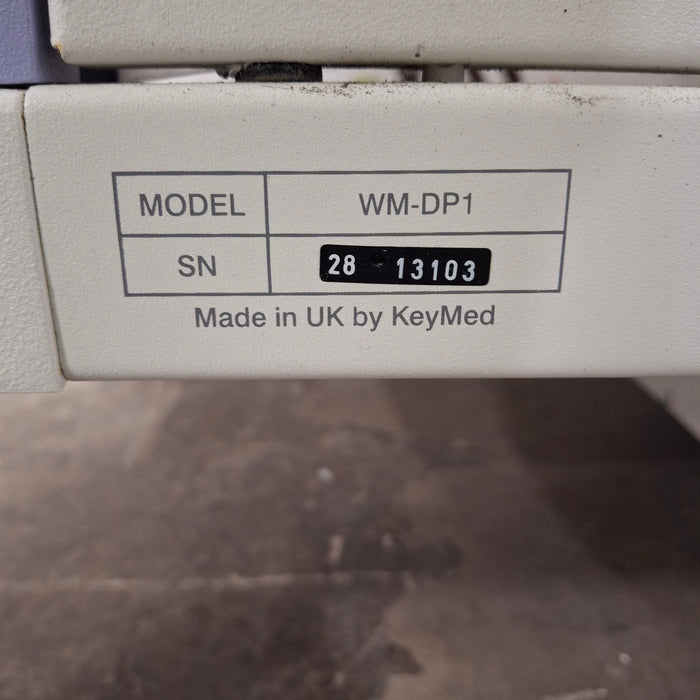 MODEL WM-DP1
SN 28 13103
Made in UK by KeyMed